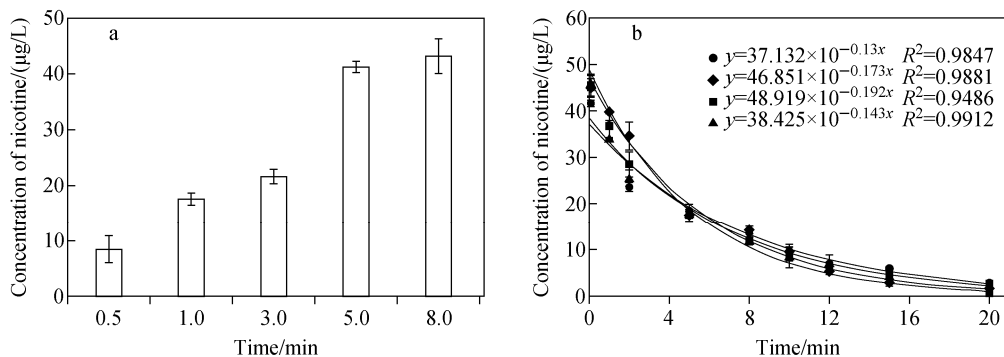 a
Concentration of nicotine/(μg/L)
50
40
30
20
10
0
0.5 1.0 3.0 5.0 8.0
Time/min
b
Concentration of nicotine/(μg/L)
60
50
40
30
20
10
0
y=37.132×10^−0.13x R²=0.9847
y=46.851×10^−0.173x R²=0.9881
y=48.919×10^−0.192x R²=0.9486
y=38.425×10^−0.143x R²=0.9912
0 4 8 12 16 20
Time/min